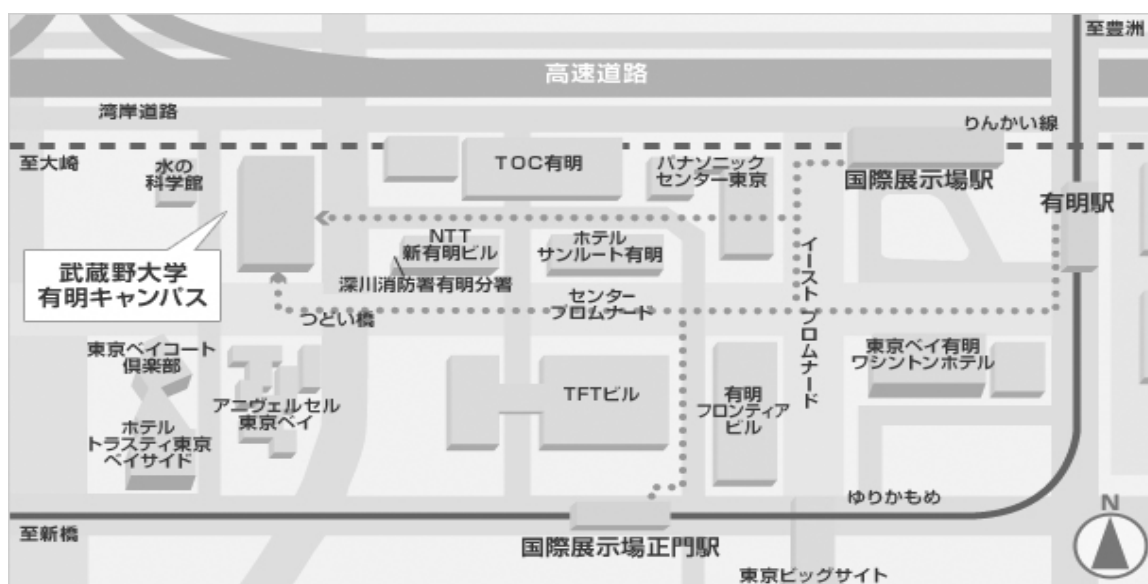 至豊洲
高速道路
湾岸道路
りんかい線
至大崎
水の
科学館
TOC有明
パナソニック
センター東京
国際展示場駅
有明駅
武蔵野大学
有明キャンパス
NTT
新有明ビル
ホテル
サンルート有明
深川消防署有明分署
センター
プロムナード
イースト プロムナード
つどい橋
東京ベイコート
倶楽部
アニヴェルセル
東京ベイ
TFTビル
有明
フロンティア
ビル
東京ベイ有明
ワシントンホテル
ホテル
トラスティ東京
ベイサイド
ゆりかもめ
N
至新橋
国際展示場正門駅
東京ビッグサイト